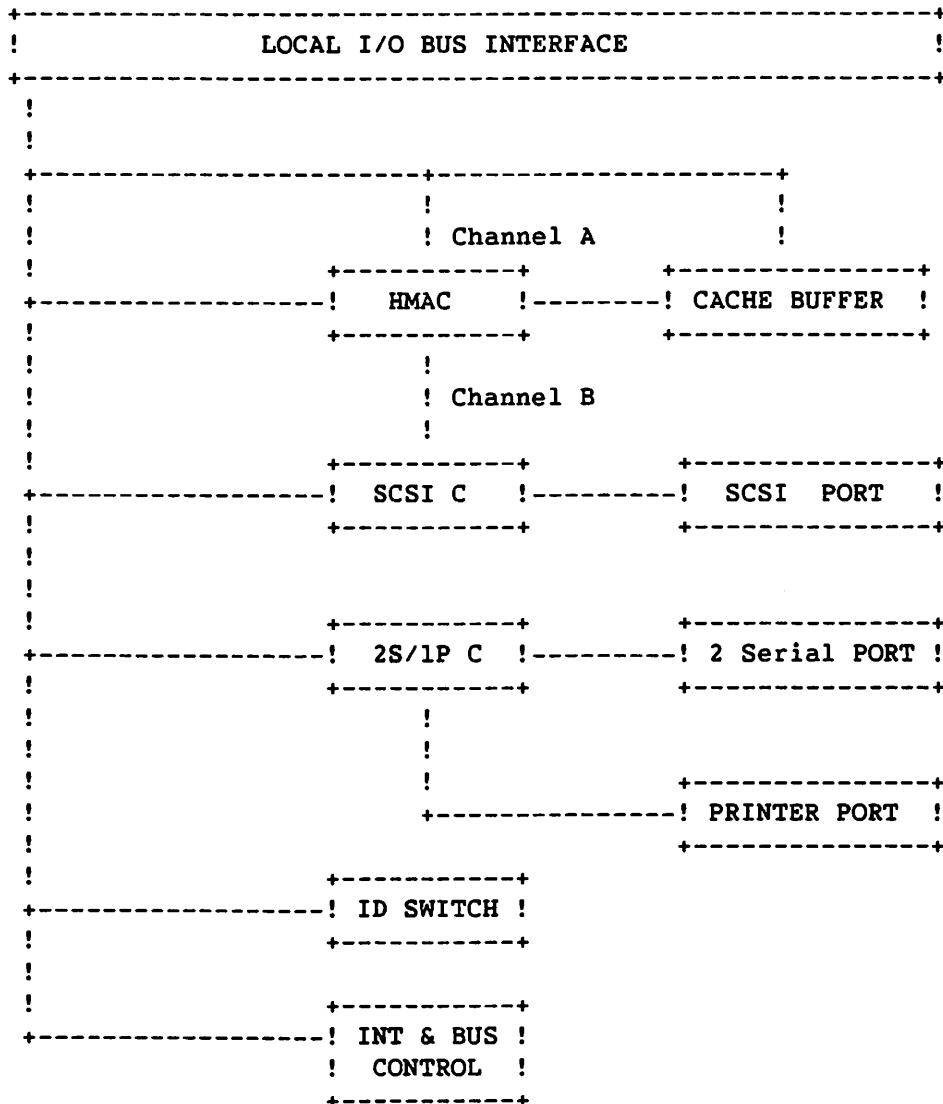 LOCAL I/O BUS INTERFACE
Channel A
HMAC
CACHE BUFFER
Channel B
SCSI C
SCSI PORT
2S/1P C
2 Serial PORT
PRINTER PORT
ID SWITCH
INT & BUS
CONTROL